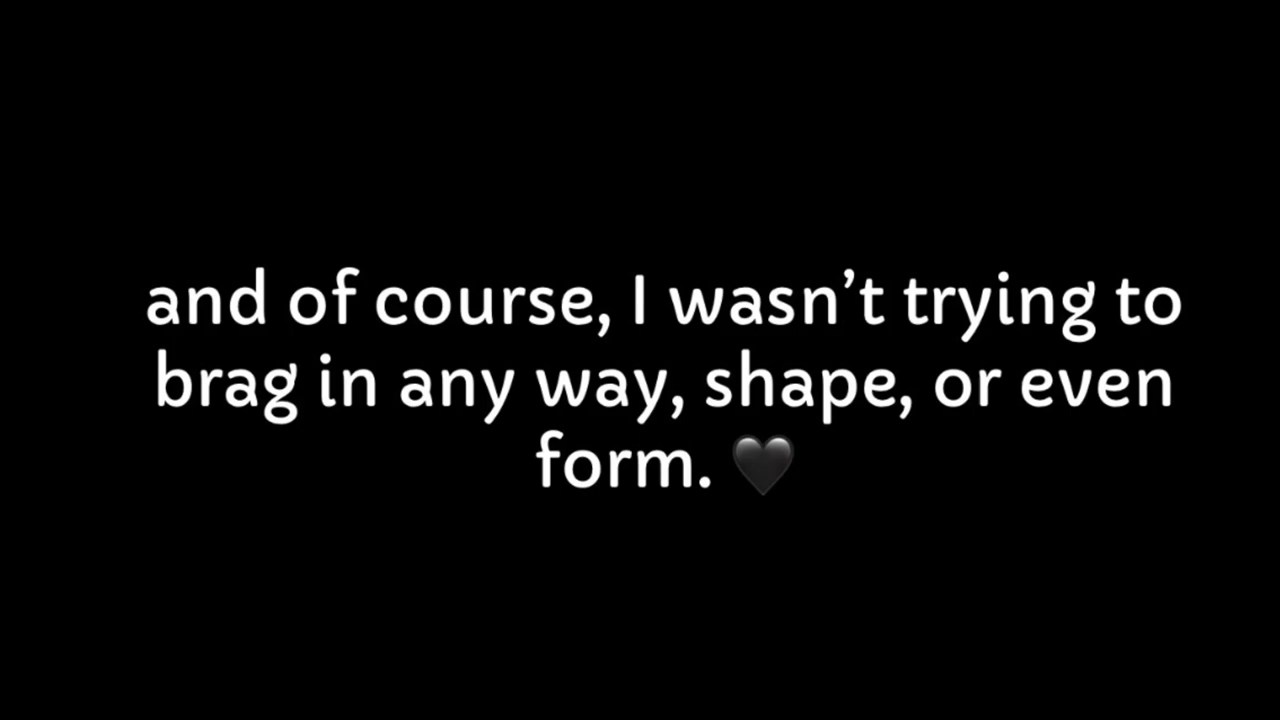 and of course, I wasn’t trying to
brag in any way, shape, or even
form. 🖤